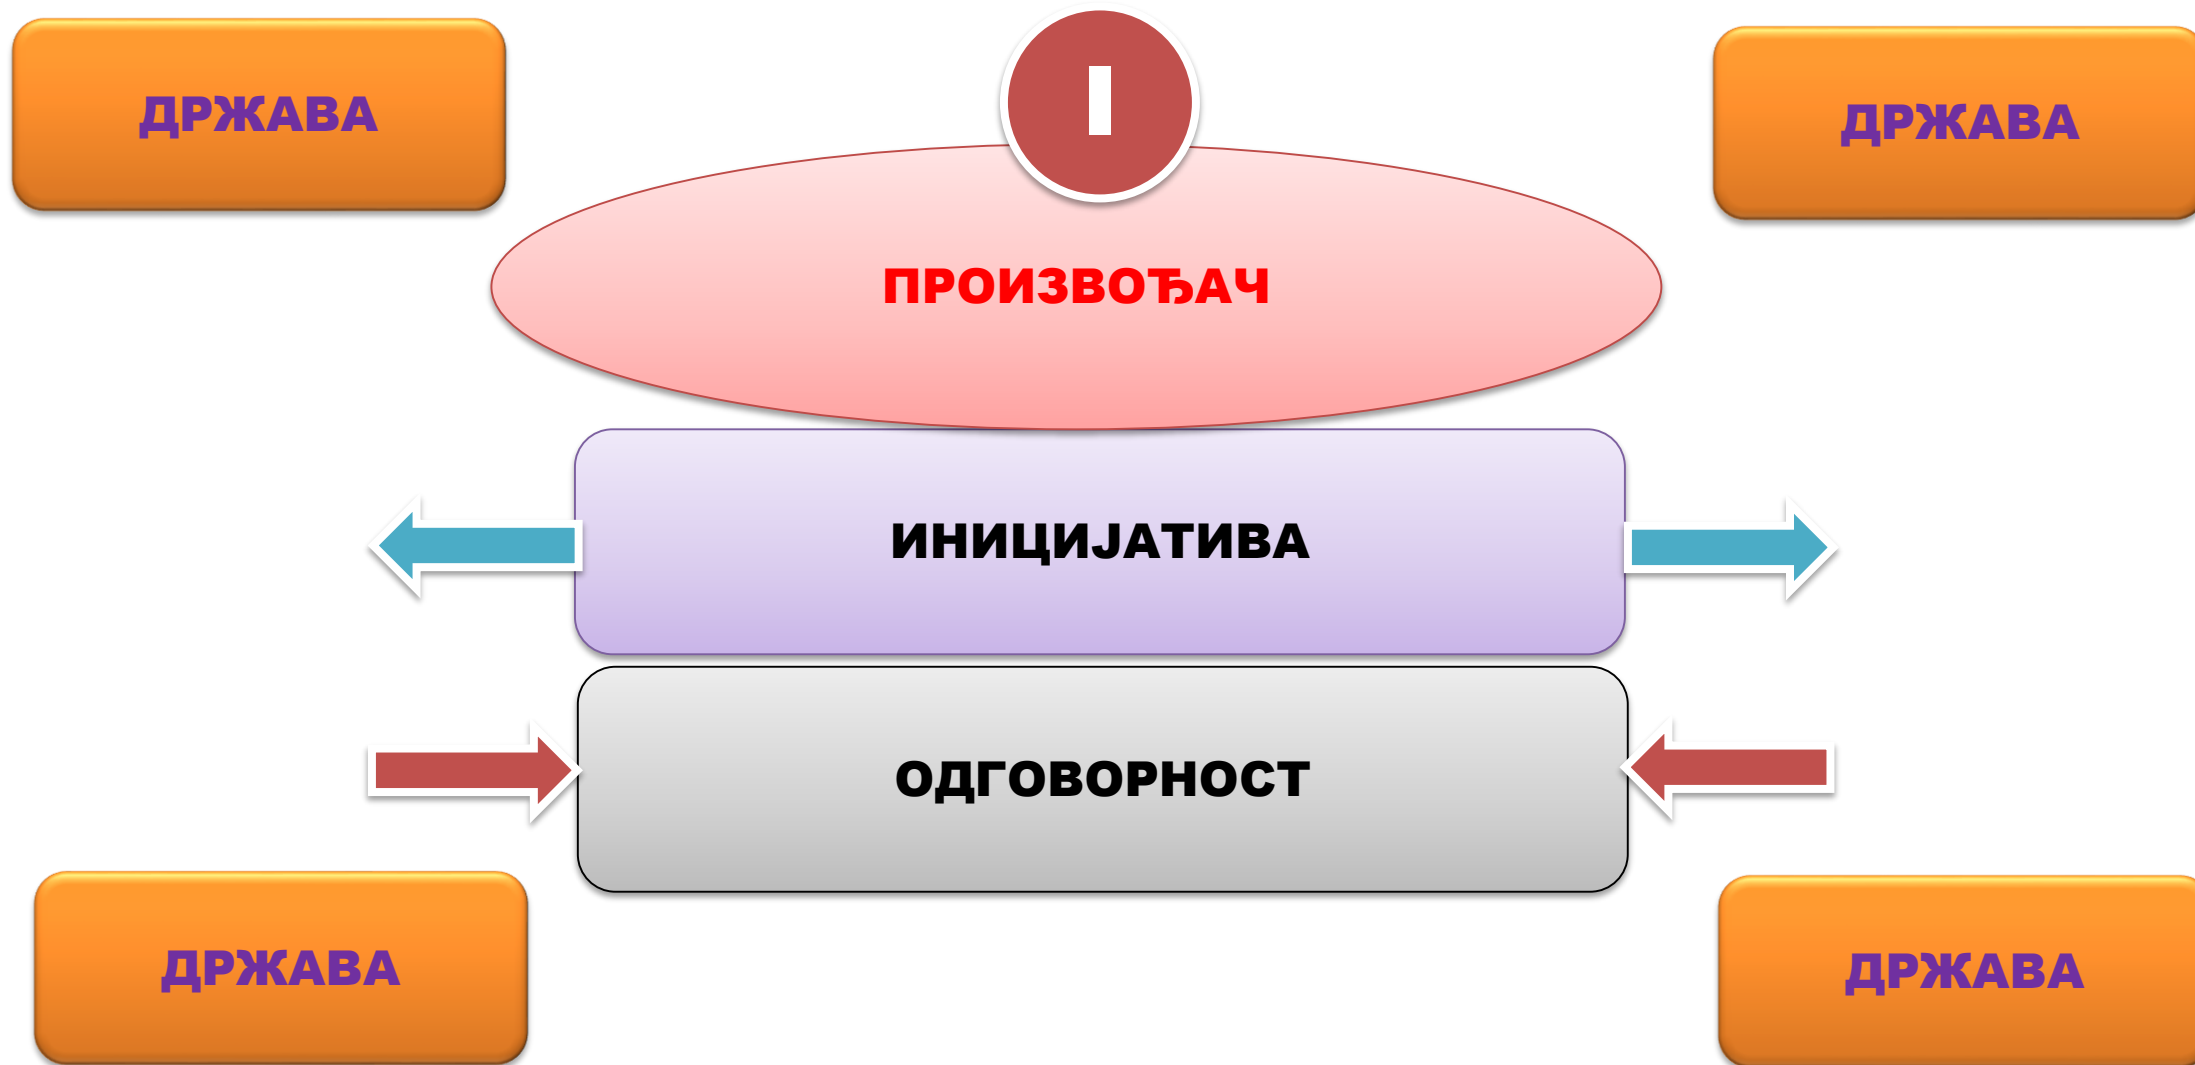 ДРЖАВА
I
ДРЖАВА
ПРОИЗВОЂАЧ
ИНИЦИЈАТИВА
ОДГОВОРНОСТ
ДРЖАВА
ДРЖАВА